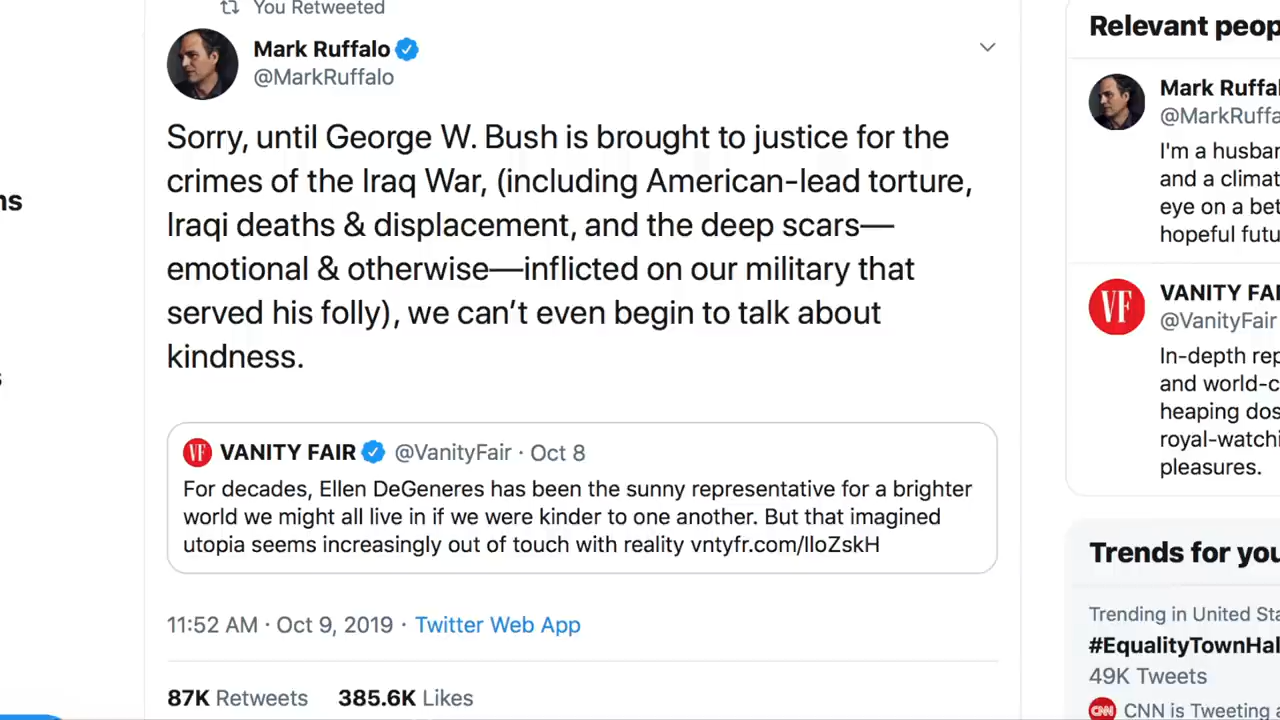 You Retweeted
Mark Ruffalo
@MarkRuffalo
Sorry, until George W. Bush is brought to justice for the
crimes of the Iraq War, (including American-lead torture,
Iraqi deaths & displacement, and the deep scars—
emotional & otherwise—inflicted on our military that
served his folly), we can’t even begin to talk about
kindness.
VF VANITY FAIR @VanityFair · Oct 8
For decades, Ellen DeGeneres has been the sunny representative for a brighter
world we might all live in if we were kinder to one another. But that imagined
utopia seems increasingly out of touch with reality vntyfr.com/lloZskH
11:52 AM · Oct 9, 2019 · Twitter Web App
87K Retweets 385.6K Likes
Relevant peop
Mark Ruffal
@MarkRuffa
I'm a husban
and a climat
eye on a bet
hopeful futu
VF
VANITY FAI
@VanityFair
In-depth rep
and world-c
heaping dos
royal-watchi
pleasures.
Trends for you
Trending in United Sta
#EqualityTownHal
49K Tweets
CNN CNN is Tweeting a
ns
s